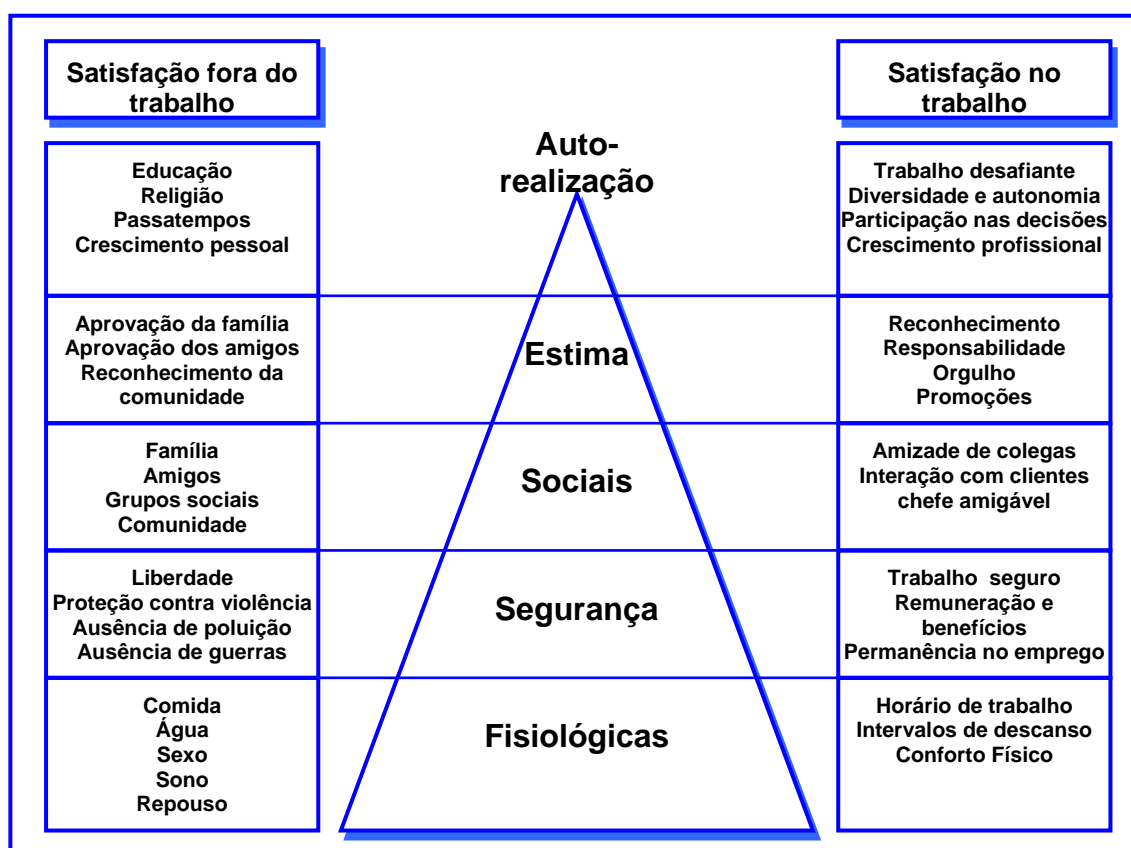 Satisfação fora do
trabalho
Satisfação no
trabalho
Auto-
realização
Educação
Religião
Passatempos
Crescimento pessoal
Trabalho desafiante
Diversidade e autonomia
Participação nas decisões
Crescimento profissional
Aprovação da família
Aprovação dos amigos
Reconhecimento da
comunidade
Estima
Reconhecimento
Responsabilidade
Orgulho
Promoções
Família
Amigos
Grupos sociais
Comunidade
Sociais
Amizade de colegas
Interação com clientes
chefe amigável
Liberdade
Proteção contra violência
Ausência de poluição
Ausência de guerras
Segurança
Trabalho seguro
Remuneração e
benefícios
Permanência no emprego
Comida
Água
Sexo
Sono
Repouso
Fisiológicas
Horário de trabalho
Intervalos de descanso
Conforto Físico